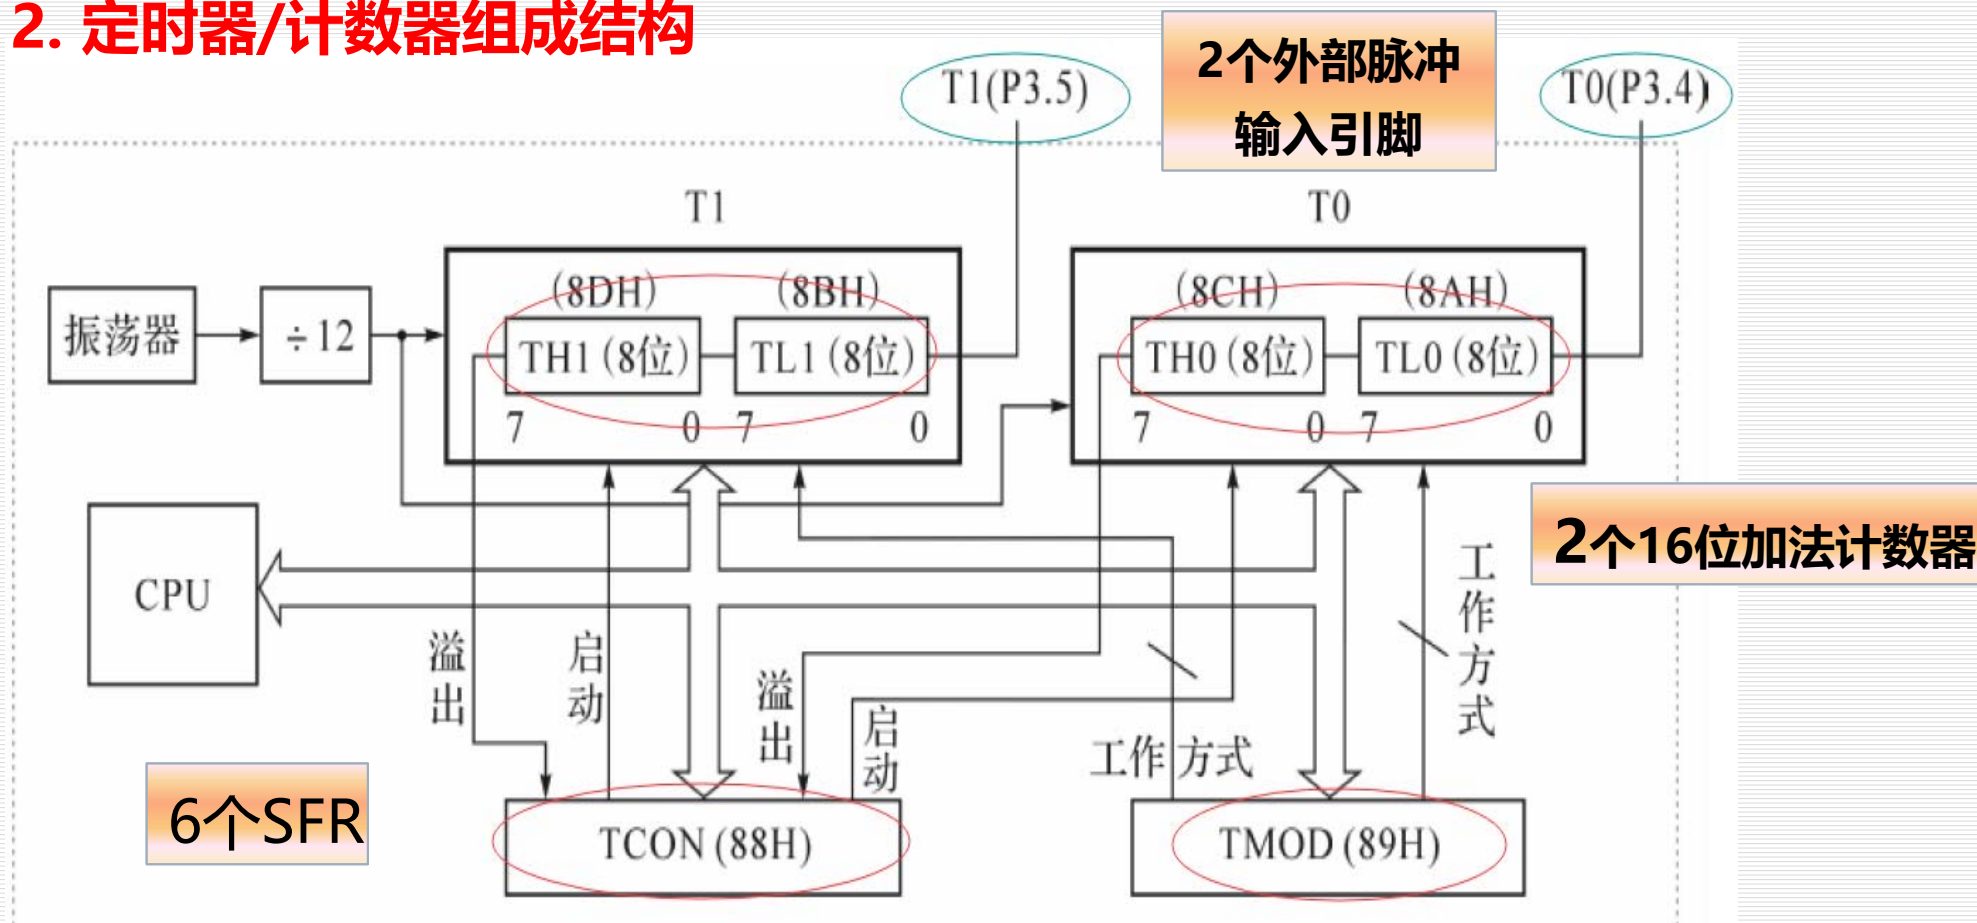 2. 定时器/计数器组成结构
2个外部脉冲
输入引脚
T1(P3.5)
T0(P3.4)
T1
T0
(8DH)
(8BH)
(8CH)
(8AH)
振荡器
÷12
TH1(8位)
TL1(8位)
TH0(8位)
TL0(8位)
7
0
7
0
7
0
7
0
2个16位加法计数器
CPU
溢出
启动
溢出
启动
工作方式
工作方式
6个SFR
TCON(88H)
TMOD(89H)